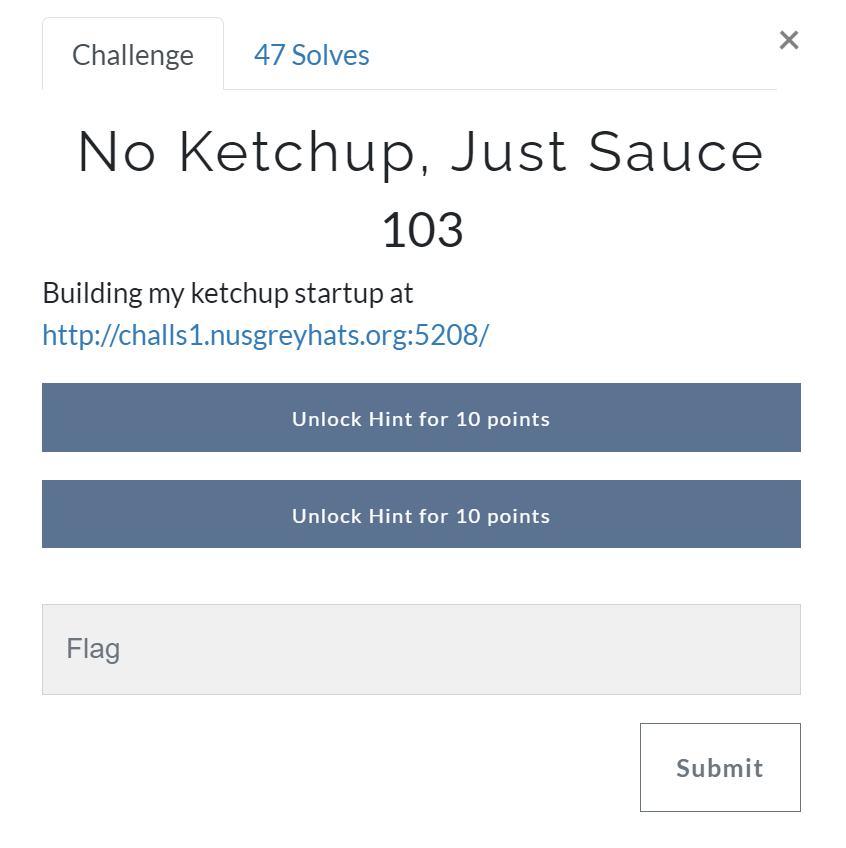 Challenge
47 Solves
×
No Ketchup, Just Sauce
103
Building my ketchup startup at
http://challs1.nusgreyhats.org:5208/
Unlock Hint for 10 points
Unlock Hint for 10 points
Flag
Submit